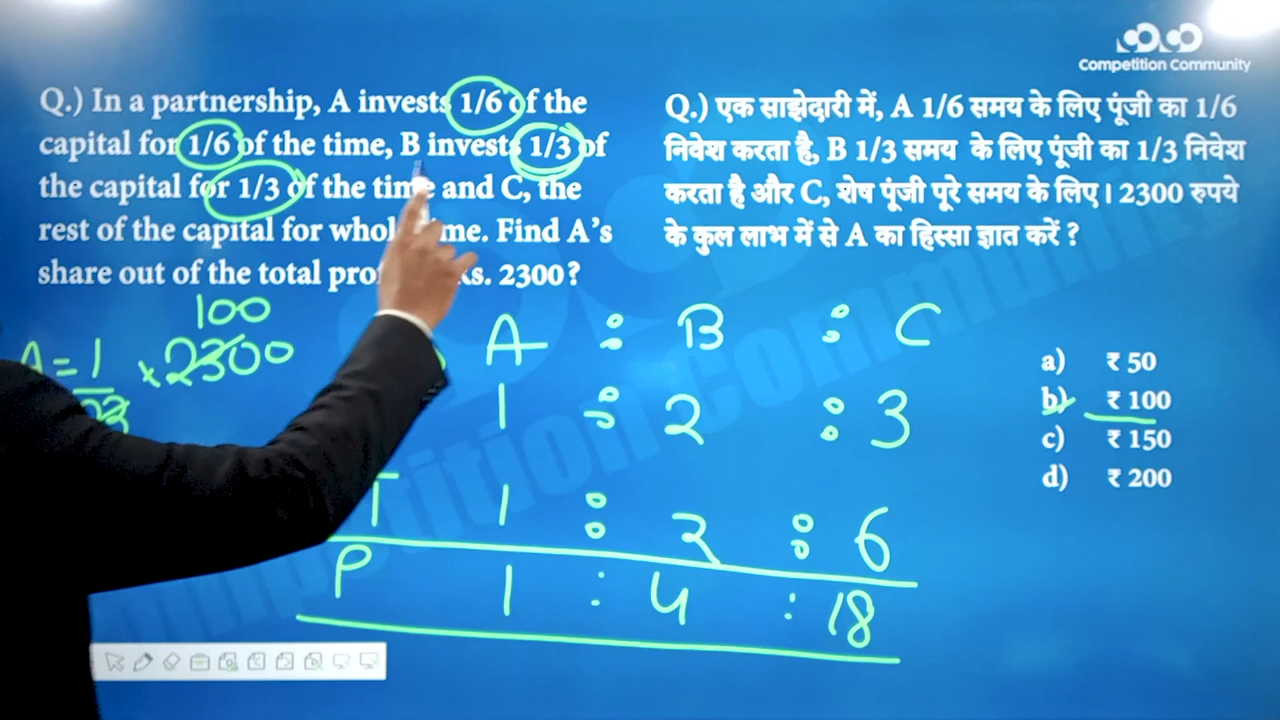 Competition Community
Q.) In a partnership, A invests 1/6 of the
capital for 1/6 of the time, B invests 1/3 of
the capital for 1/3 of the time and C, the
rest of the capital for whol me. Find A's
share out of the total pro s. 2300?
Q.) एक साझेदारी में, A 1/6 समय के लिए पूंजी का 1/6
निवेश करता है, B 1/3 समय के लिए पूंजी का 1/3 निवेश
करता है और C, शेष पूंजी पूरे समय के लिए। 2300 रुपये
के कुल लाभ में से A का हिस्सा ज्ञात करें ?
100
A = 1 × 2300
23
A : B : C
1 : 2 : 3
T 1 : 2 : 6
P 1 : 4 : 18
a) ₹ 50
b) ₹ 100
c) ₹ 150
d) ₹ 200